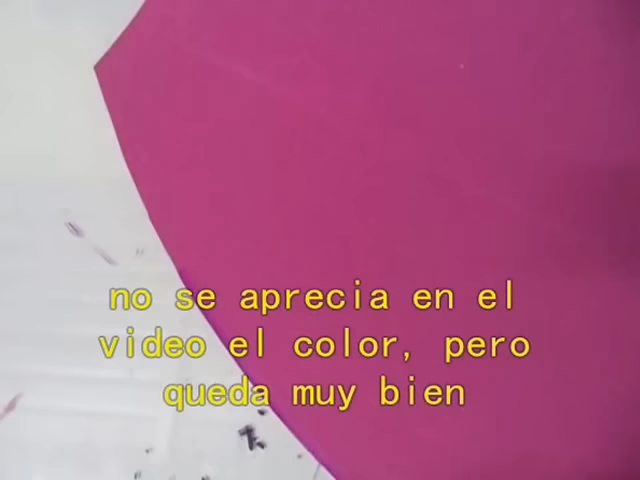 no se aprecia en el
video el color, pero
queda muy bien